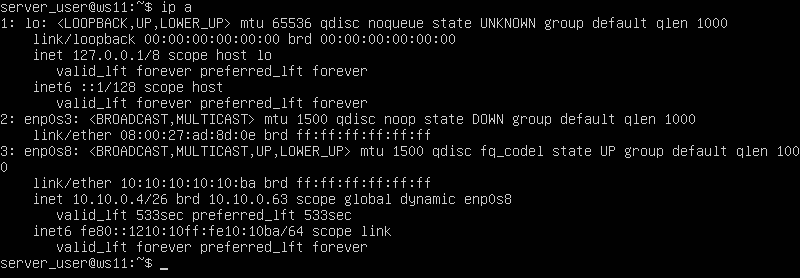 server_user@ws11:~$ ip a
1: lo: <LOOPBACK,UP,LOWER_UP> mtu 65536 qdisc noqueue state UNKNOWN group default qlen 1000
    link/loopback 00:00:00:00:00:00 brd 00:00:00:00:00:00
    inet 127.0.0.1/8 scope host lo
       valid_lft forever preferred_lft forever
    inet6 ::1/128 scope host
       valid_lft forever preferred_lft forever
2: enp0s3: <BROADCAST,MULTICAST> mtu 1500 qdisc noop state DOWN group default qlen 1000
    link/ether 08:00:27:ad:8d:0e brd ff:ff:ff:ff:ff:ff
3: enp0s8: <BROADCAST,MULTICAST,UP,LOWER_UP> mtu 1500 qdisc fq_codel state UP group default qlen 100
0
    link/ether 10:10:10:10:10:ba brd ff:ff:ff:ff:ff:ff
    inet 10.10.0.4/26 brd 10.10.0.63 scope global dynamic enp0s8
       valid_lft 533sec preferred_lft 533sec
    inet6 fe80::1210:10ff:fe10:10ba/64 scope link
       valid_lft forever preferred_lft forever
server_user@ws11:~$ _